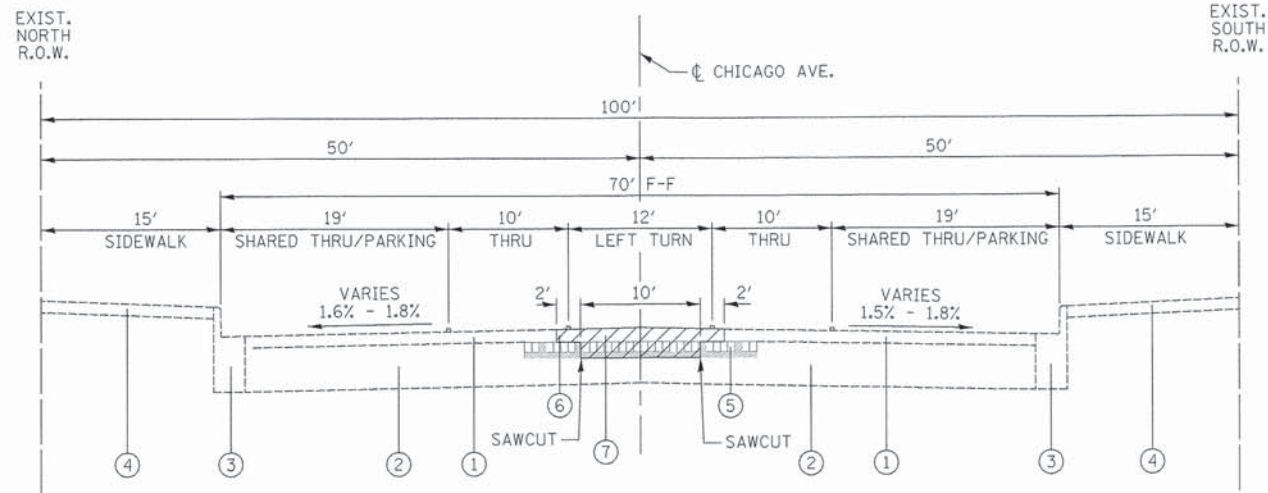 EXIST.
NORTH
R.O.W.
EXIST.
SOUTH
R.O.W.
℄ CHICAGO AVE.
100'
50' 50'
70' F-F
15' 19' 10' 12' 10' 19' 15'
SIDEWALK SHARED THRU/PARKING THRU LEFT TURN THRU SHARED THRU/PARKING SIDEWALK
VARIES
1.6% - 1.8%
2' 10' 2'
VARIES
1.5% - 1.8%
6 5
SAWCUT 7 SAWCUT
4 3 2 1 2 1 3 4